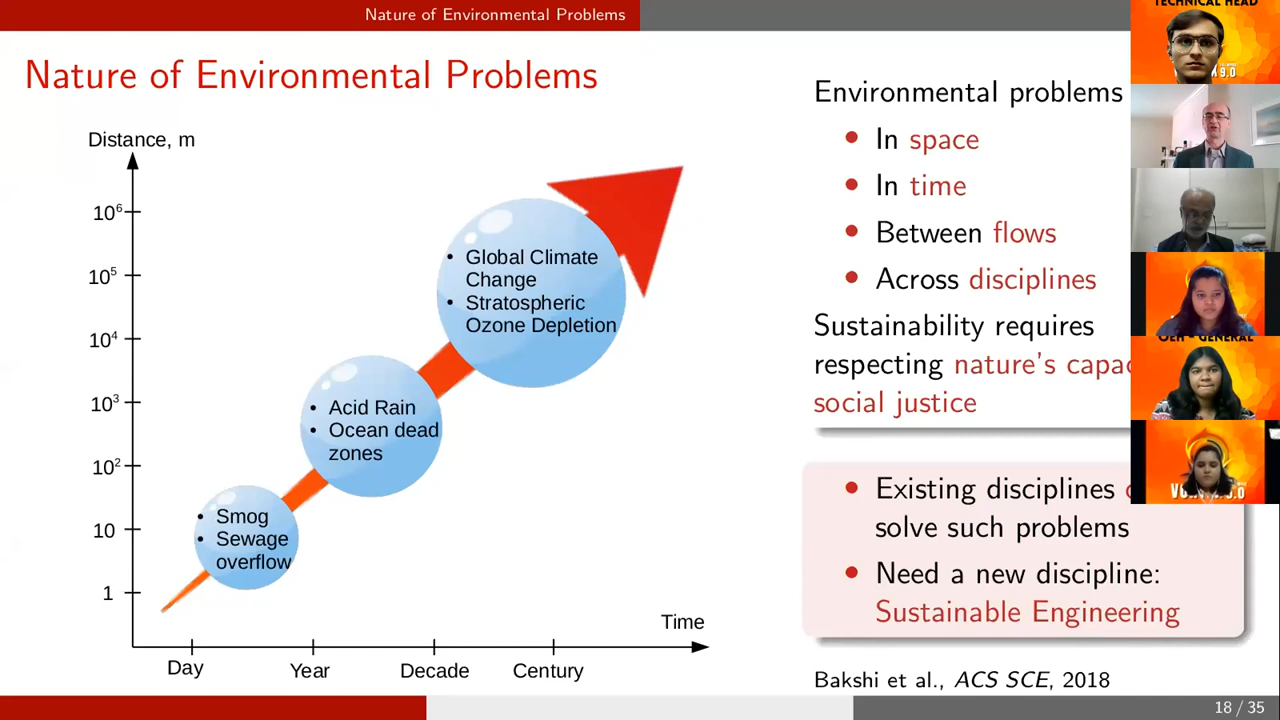 Nature of Environmental Problems
Nature of Environmental Problems
Distance, m
10⁶
10⁵
10⁴
10³
10²
10
1
Day
Year
Decade
Century
Time
• Smog
• Sewage
overflow
• Acid Rain
• Ocean dead
zones
• Global Climate
Change
• Stratospheric
Ozone Depletion
Environmental problems
• In space
• In time
• Between flows
• Across disciplines
Sustainability requires
respecting nature's
social justice
• Existing disciplines
solve such problems
• Need a new discipline:
Sustainable Engineering
Bakshi et al., ACS SCE, 2018
18 / 35
TECHNICAL HEAD
9.0
GENERAL